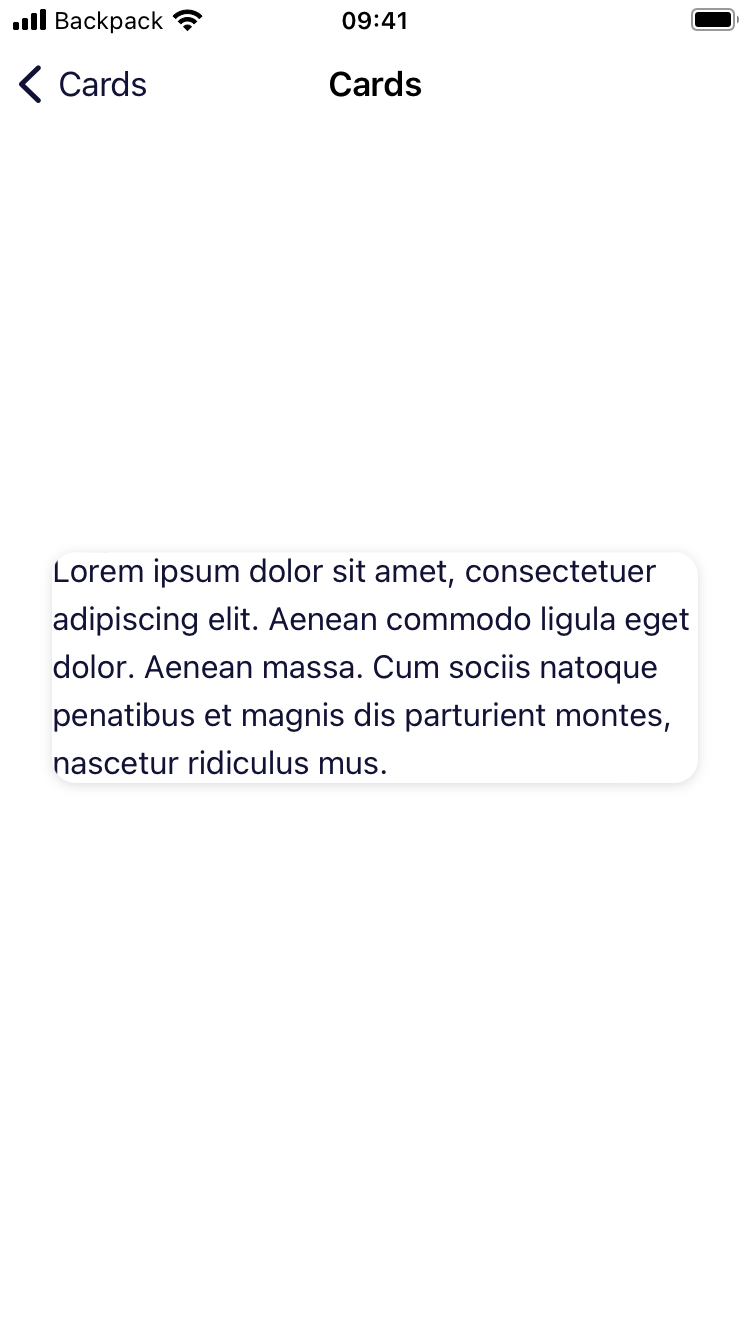 Backpack 09:41
Cards Cards
Lorem ipsum dolor sit amet, consectetuer
adipiscing elit. Aenean commodo ligula eget
dolor. Aenean massa. Cum sociis natoque
penatibus et magnis dis parturient montes,
nascetur ridiculus mus.